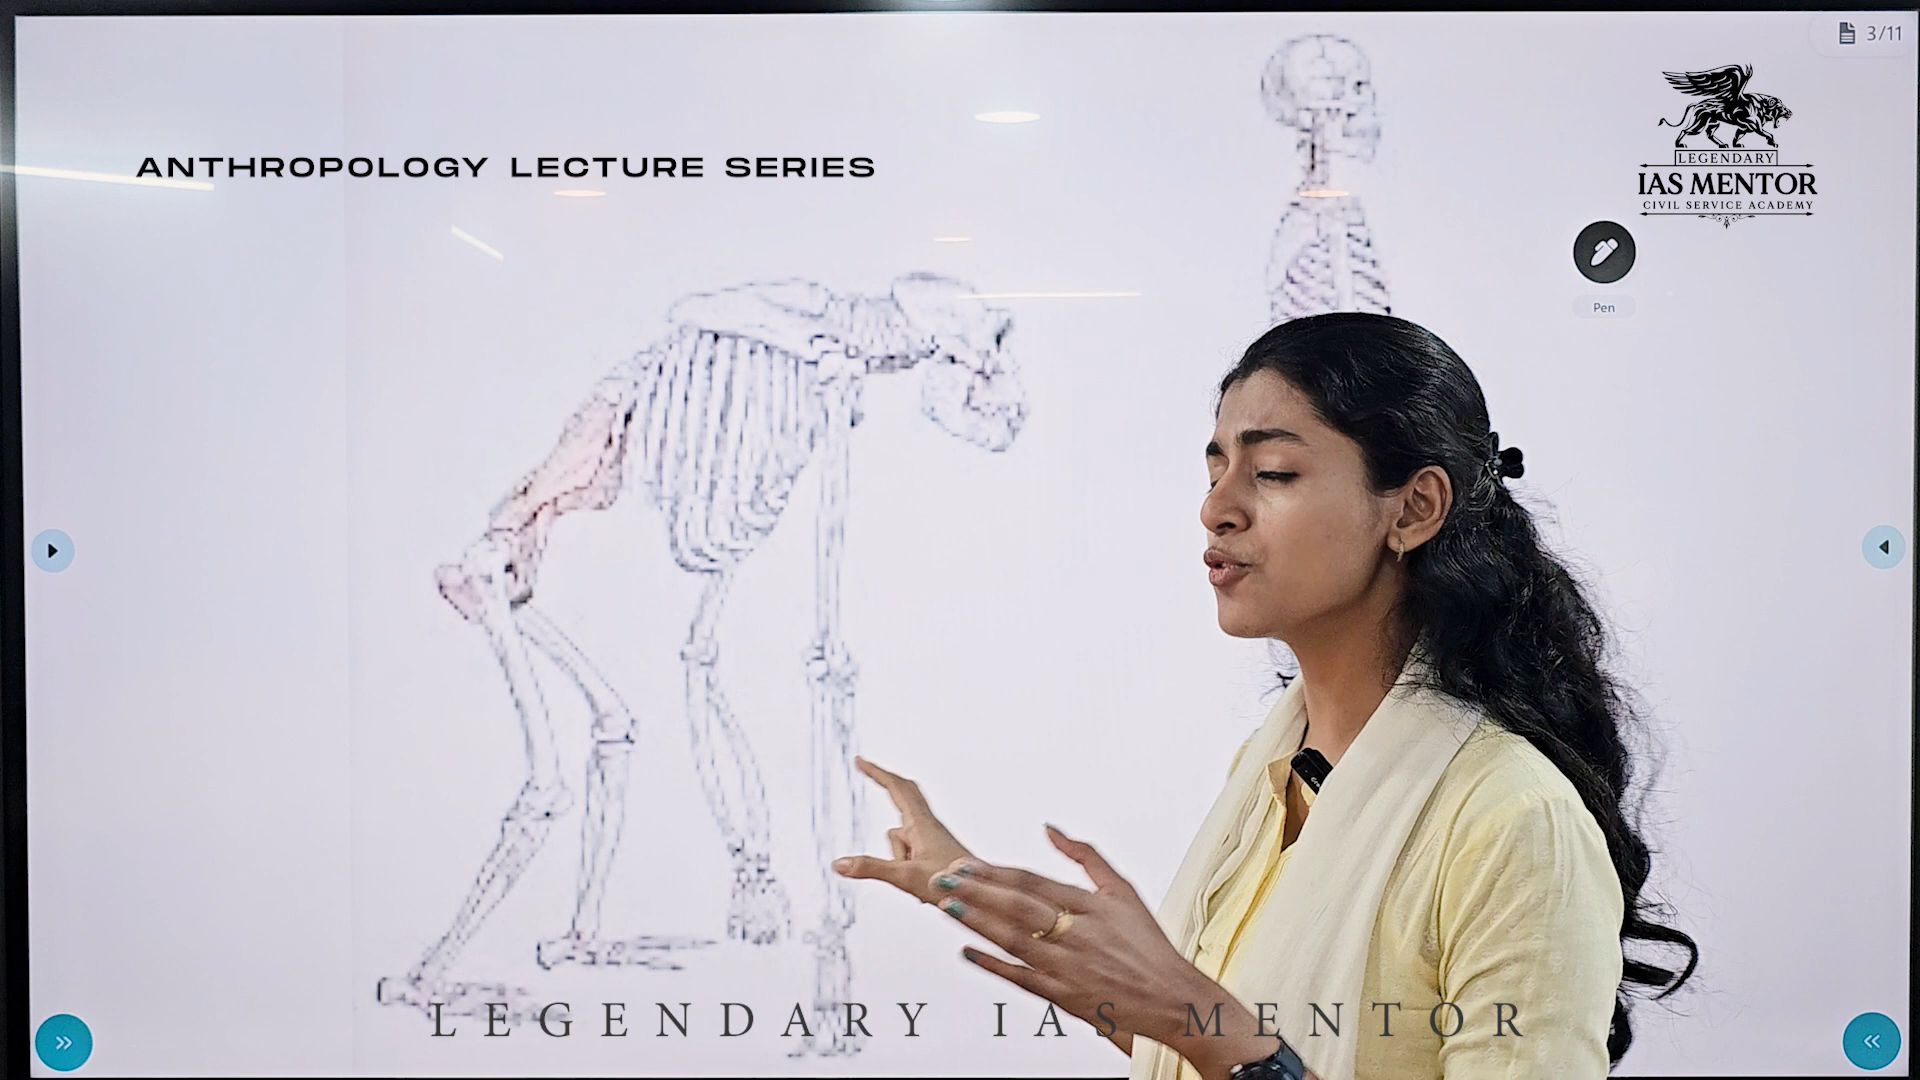 3/11
ANTHROPOLOGY LECTURE SERIES
LEGENDARY
IAS MENTOR
CIVIL SERVICE ACADEMY
Pen
LEGENDARY IAS MENTOR